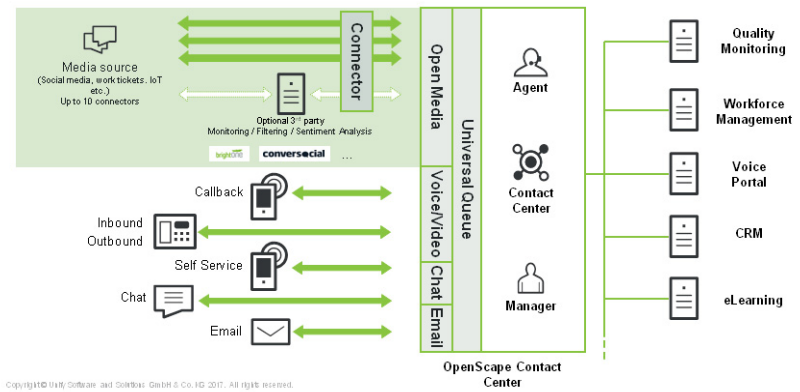 Media source
(Social media, work tickets. IoT
etc.)
Up to 10 connectors
Connector
Optional 3rd party
Monitoring / Filtering / Sentiment Analysis
brightone
conversocial
...
Callback
Inbound
Outbound
Self Service
Chat
Email
Open Media
Voice/Video
Chat
Email
Universal Queue
Agent
Contact
Center
Manager
OpenScape Contact
Center
Quality
Monitoring
Workforce
Management
Voice
Portal
CRM
eLearning
Copyright © Unify Software and Solutions GmbH & Co. KG 2017. All rights reserved.